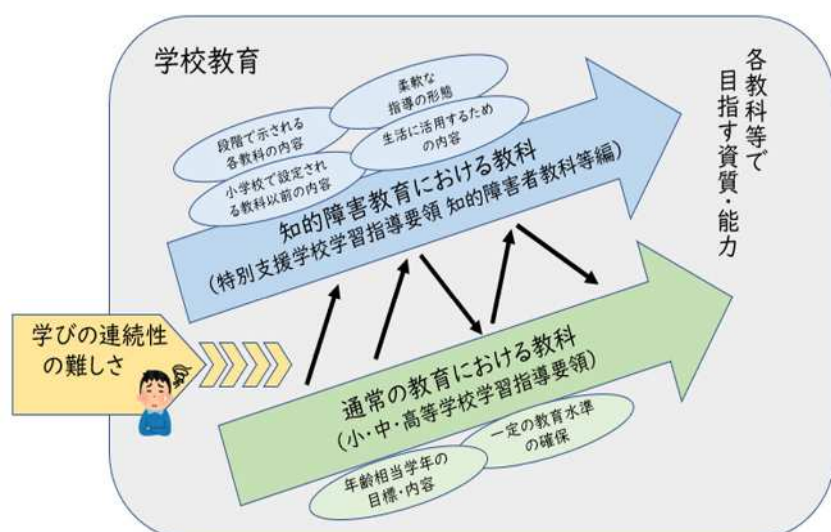 学校教育
各教科等で
目指す資質・能力
柔軟な
指導の形態
段階で示される
各教科の内容
生活に活用するため
の内容
小学校で設定され
る教科以前の内容
知的障害教育における教科
（特別支援学校学習指導要領 知的障害者教科等編）
学びの連続性
の難しさ
通常の教育における教科
（小・中・高等学校学習指導要領）
一定の教育水準
の確保
年齢相当学年の
目標・内容